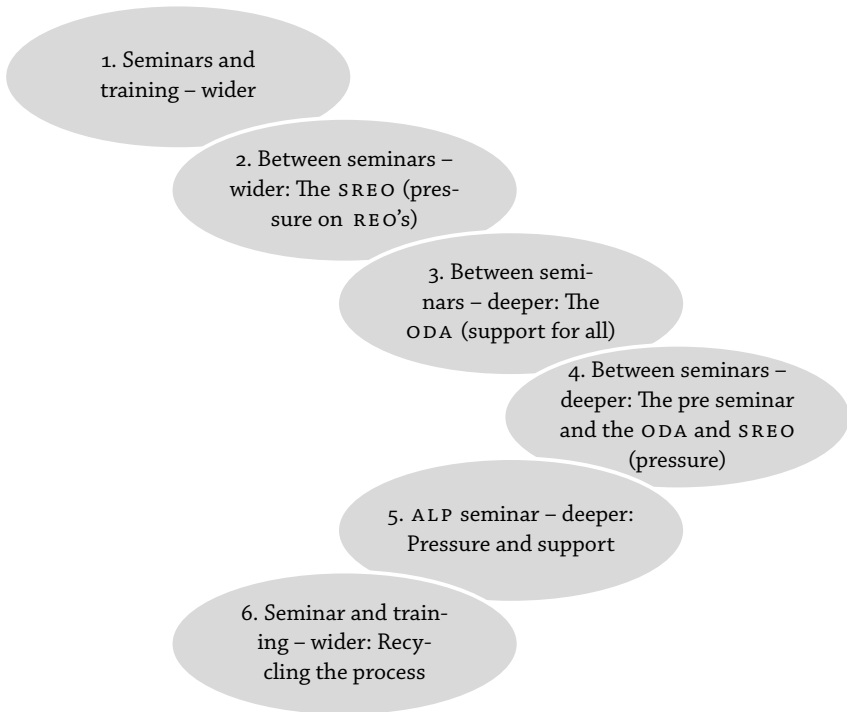 1. Seminars and
training – wider
2. Between seminars –
wider: The SREO (pres-
sure on REO's)
3. Between semi-
nars – deeper: The
ODA (support for all)
4. Between seminars –
deeper: The pre seminar
and the ODA and SREO
(pressure)
5. ALP seminar – deeper:
Pressure and support
6. Seminar and train-
ing – wider: Recy-
cling the process